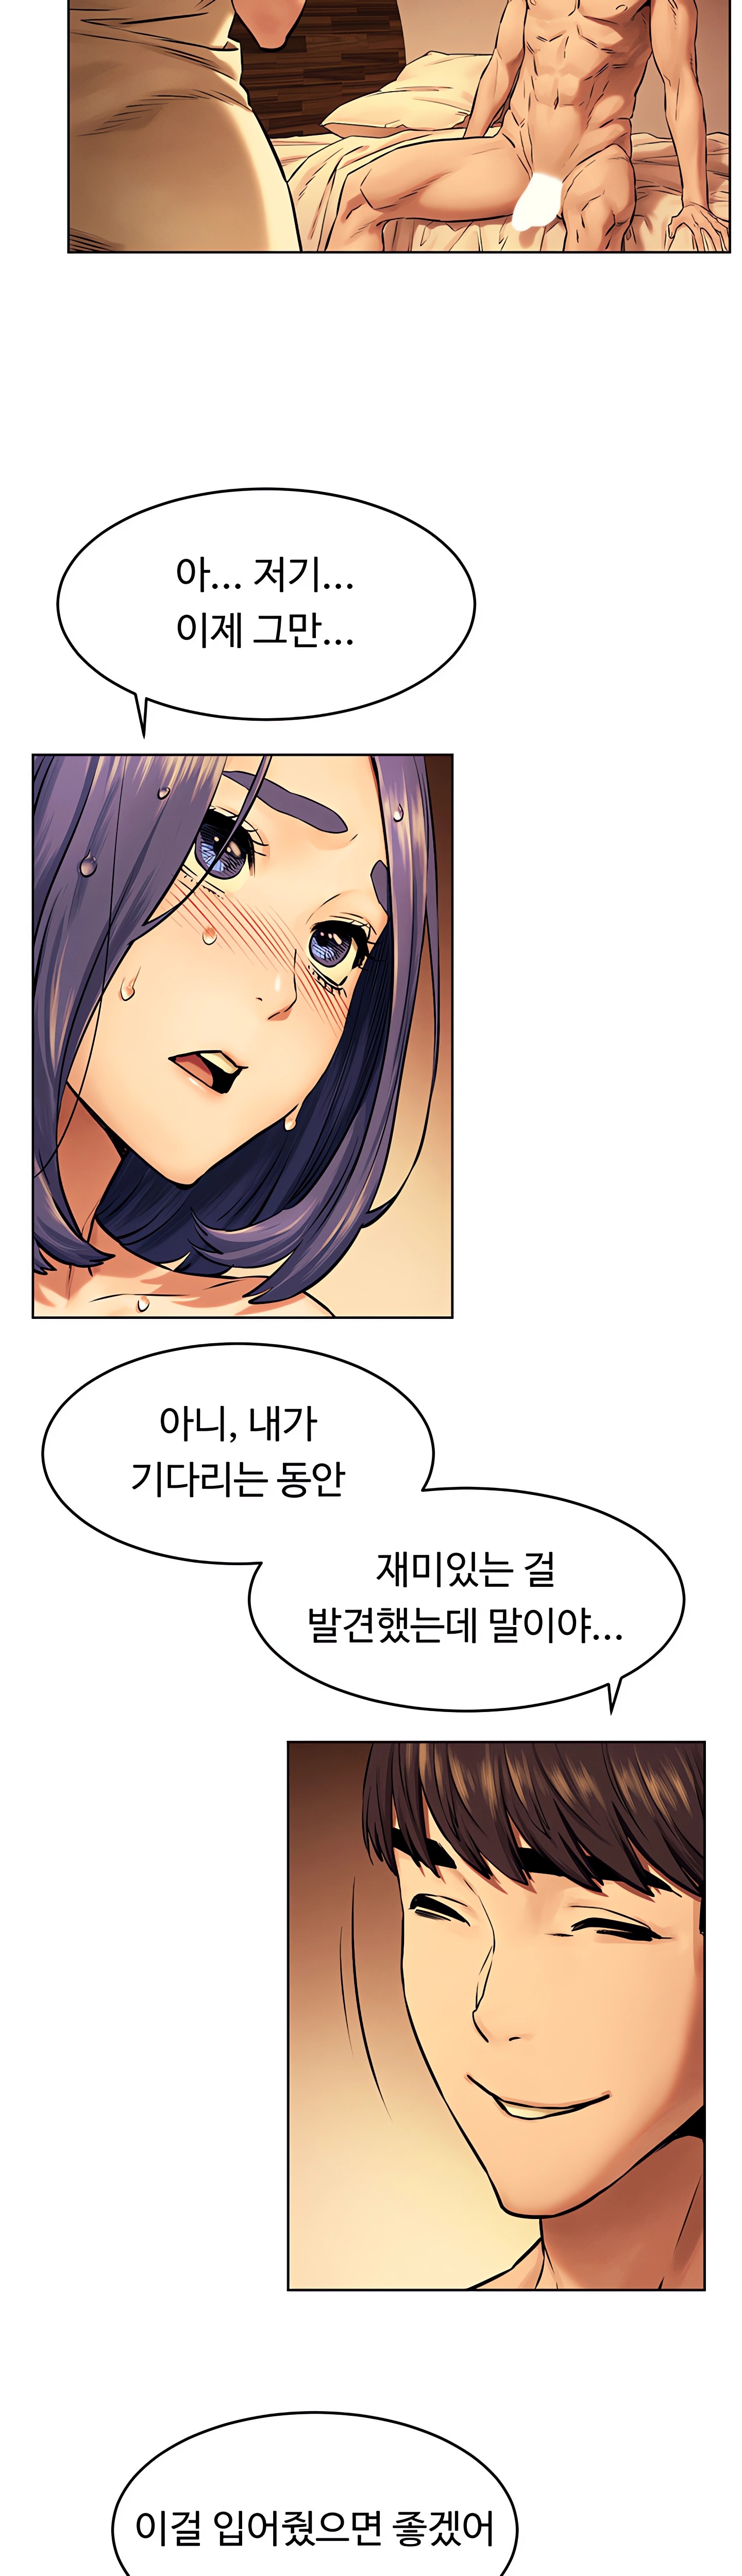 아... 저기...
이제 그만...
아니, 내가
기다리는 동안
재미있는 걸
발견했는데 말이야...
이걸 입어줬으면 좋겠어